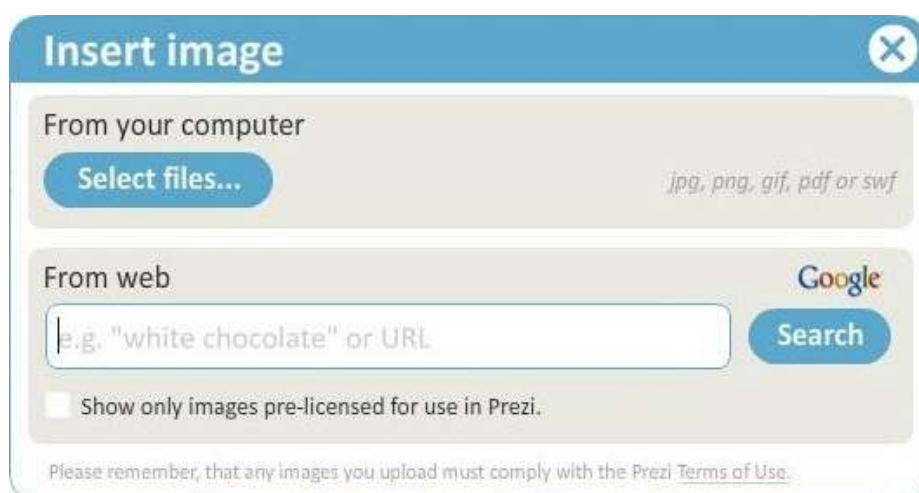 Insert image
From your computer
Select files...
jpg, png, gif, pdf or swf
From web
Google
e.g. "white chocolate" or URL
Search
Show only images pre-licensed for use in Prezi.
Please remember, that any images you upload must comply with the Prezi Terms of Use.